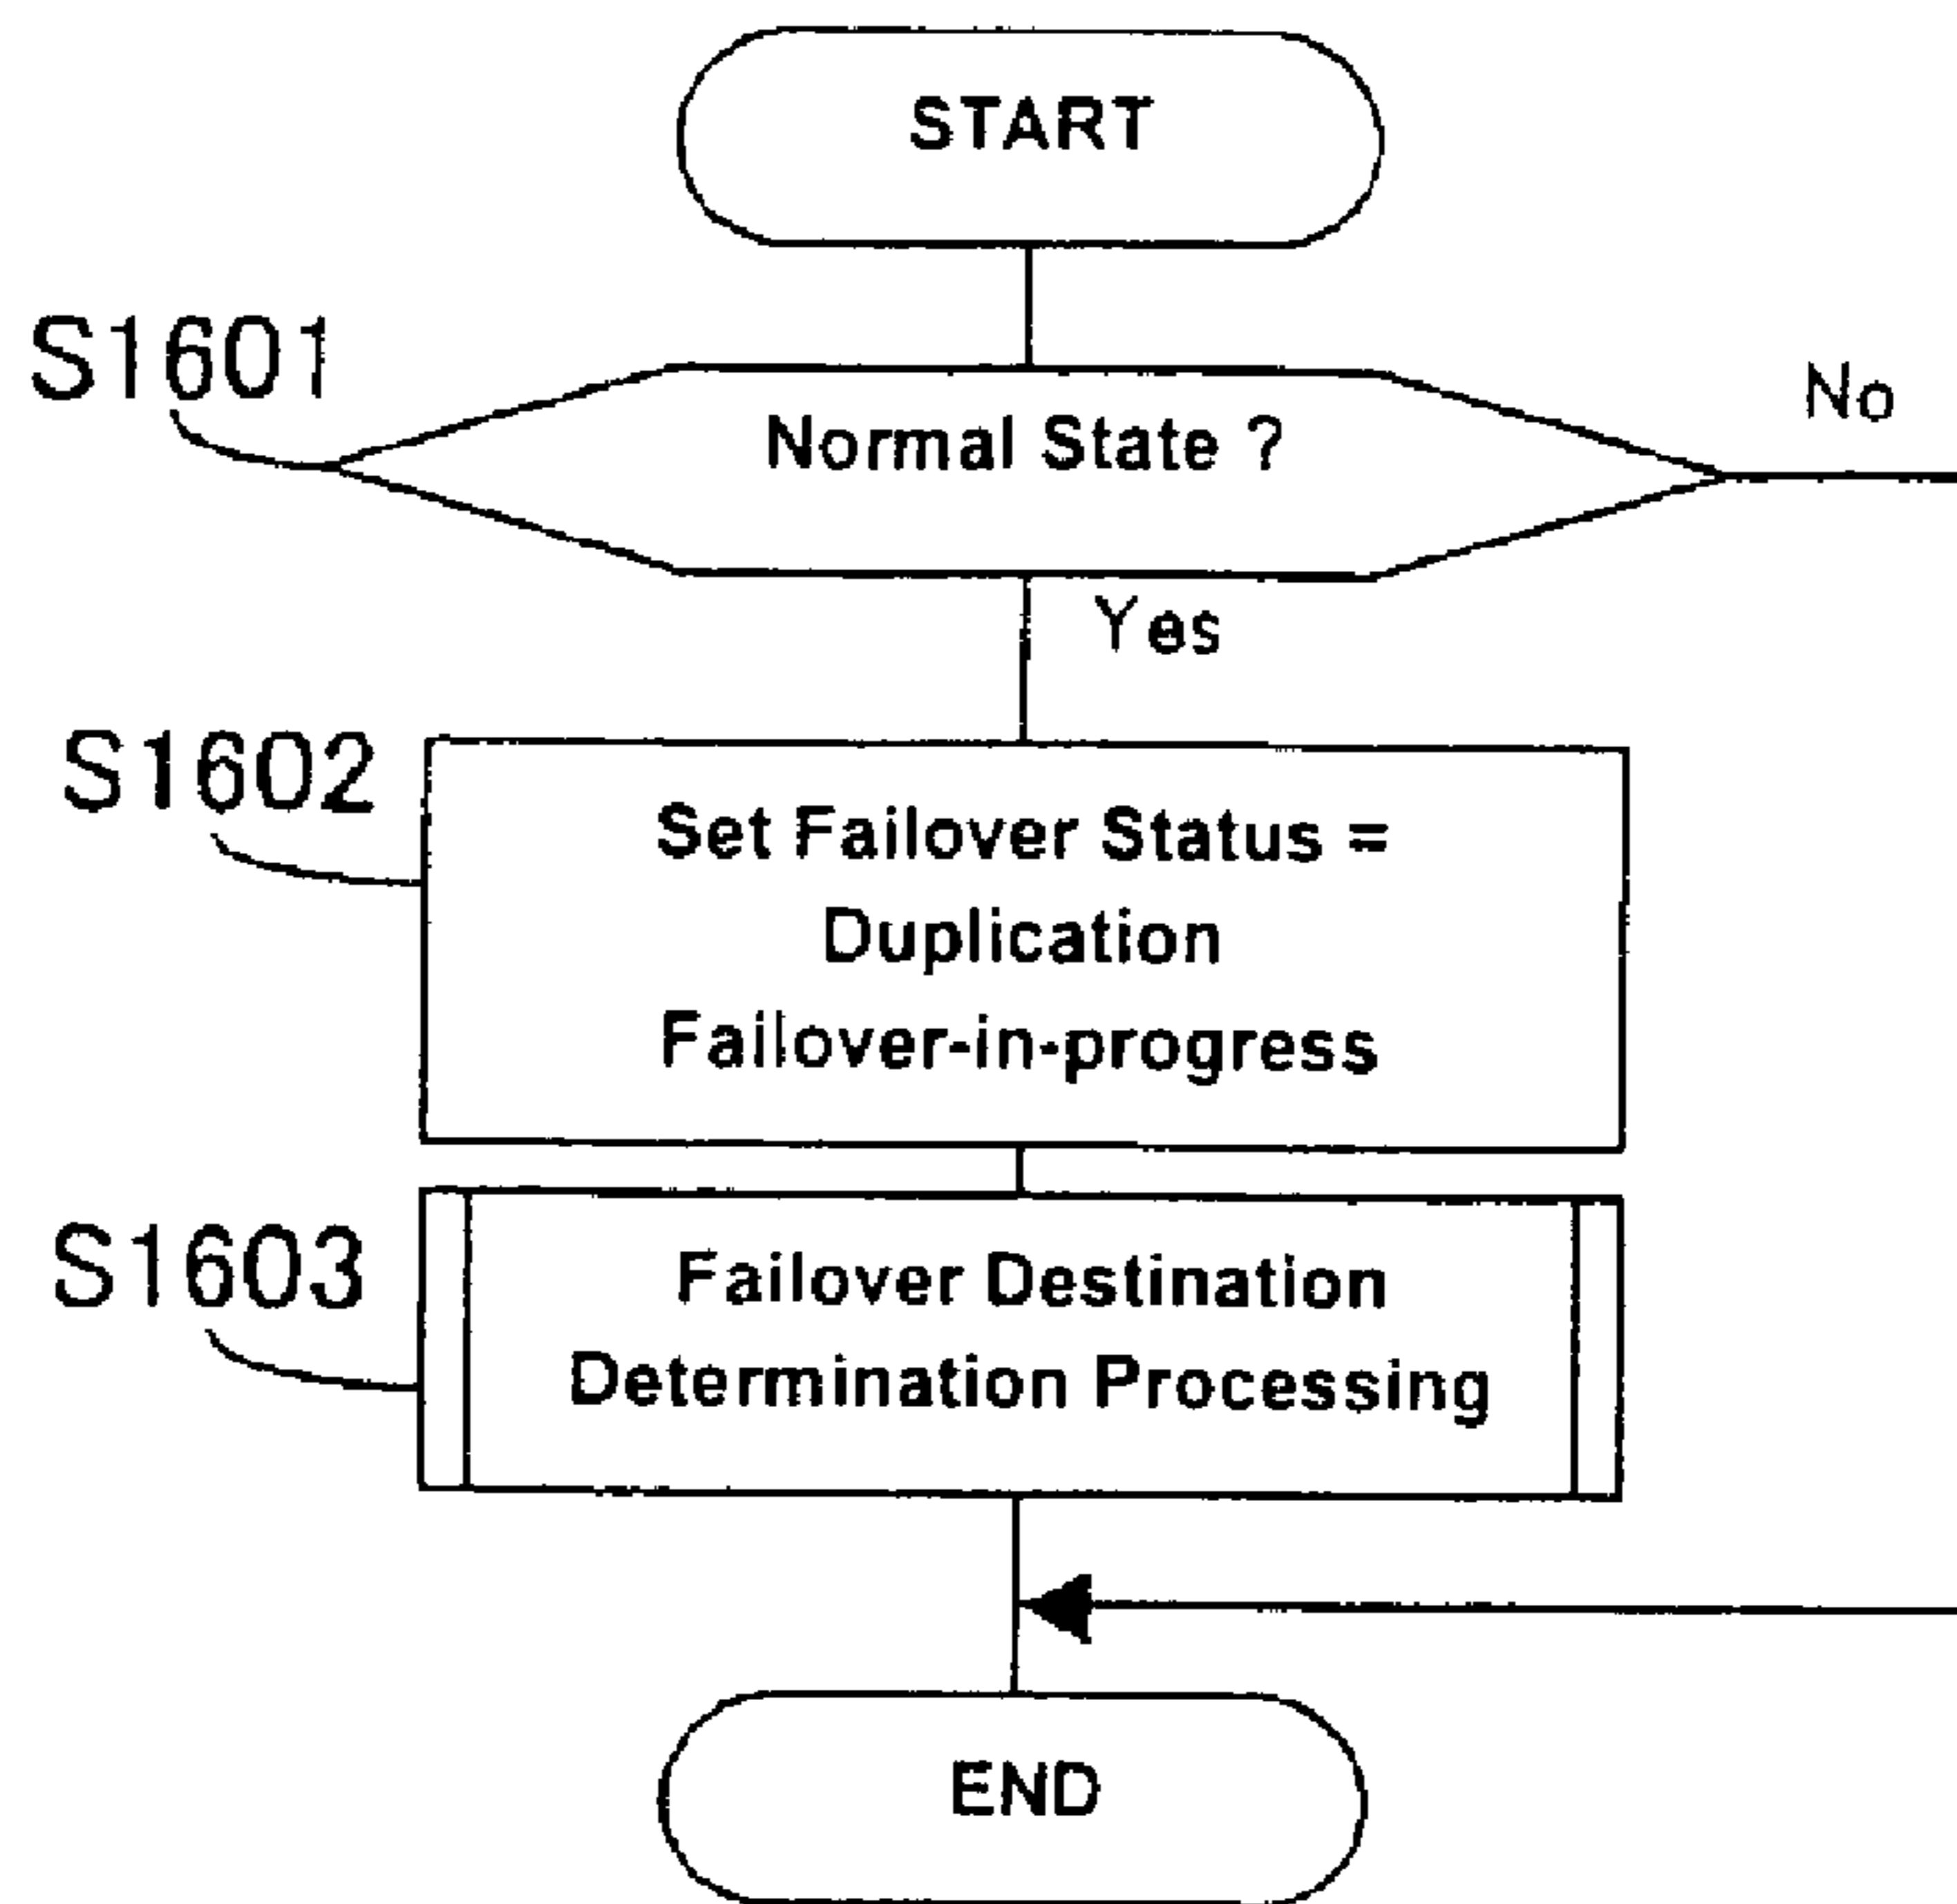 START
S1601
Normal State ?
No
Yes
S1602
Set Failover Status =
Duplication
Failover-in-progress
S1603
Failover Destination
Determination Processing
END